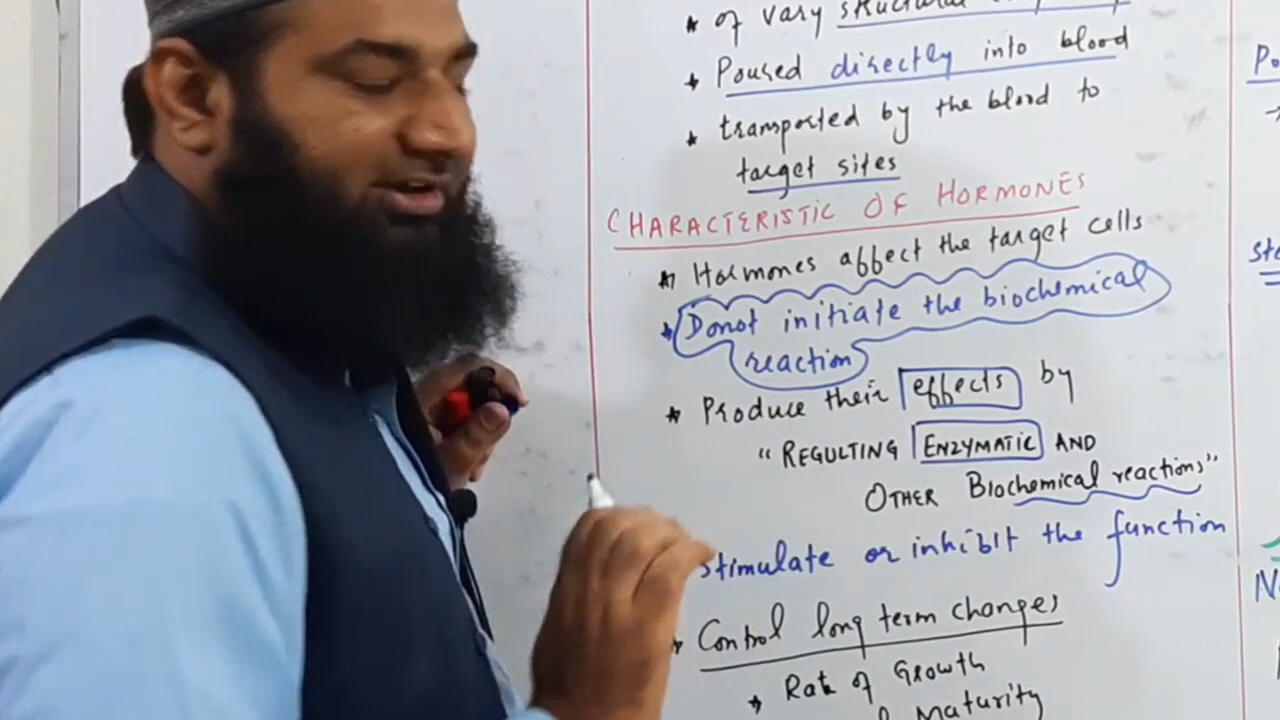 * of vary structural
* Poured directly into blood
* transported by the blood to
target sites
CHARACTERISTIC OF HORMONES
* Hormones affect the target cells
* Donot initiate the biochemical
reaction
* Produce their effects by
"REGULTING ENZYMATIC AND
OTHER Biochemical reactions"
stimulate or inhibit the function
* Control long term changes
* Rate of Growth
Maturity
Po